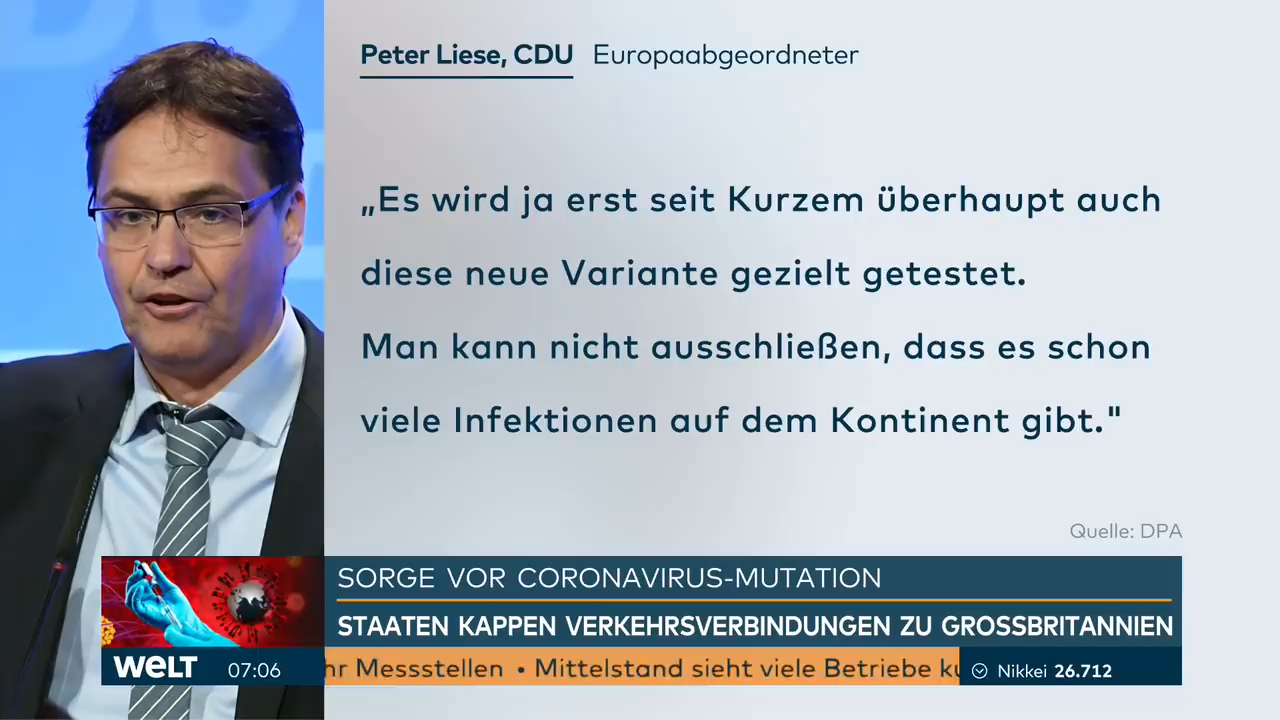 Peter Liese, CDU Europaabgeordneter
„Es wird ja erst seit Kurzem überhaupt auch
diese neue Variante gezielt getestet.
Man kann nicht ausschließen, dass es schon
viele Infektionen auf dem Kontinent gibt."
Quelle: DPA
SORGE VOR CORONAVIRUS-MUTATION
STAATEN KAPPEN VERKEHRSVERBINDUNGEN ZU GROSSBRITANNIEN
welt 07:06 Messstellen • Mittelstand sieht viele Betriebe Nikkei 26.712